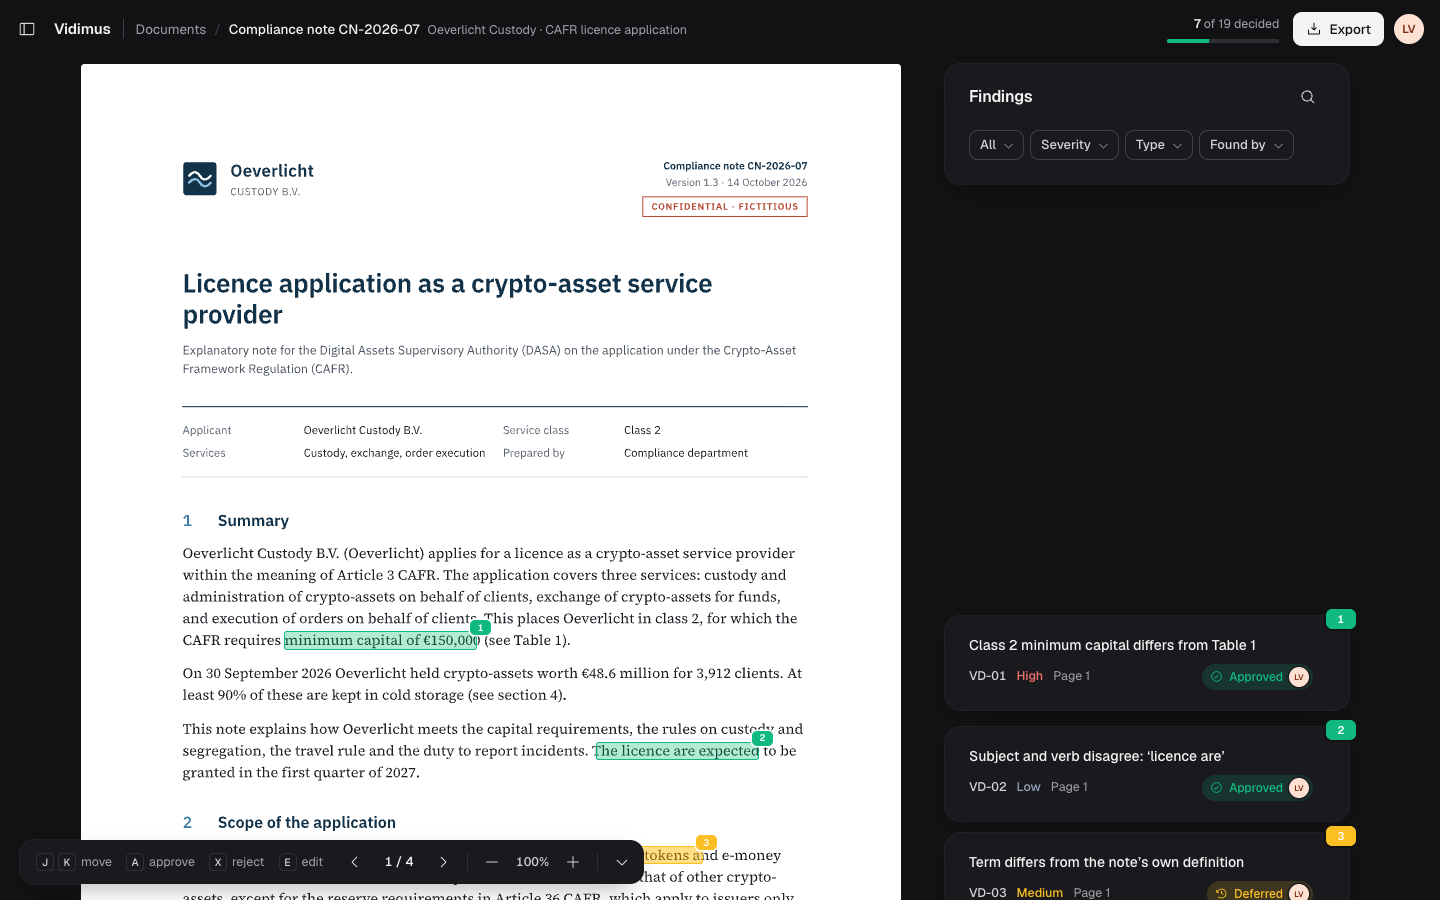 Vidimus
Documents / Compliance note CN-2026-07 Oeverlicht Custody · CAFR licence application
7 of 19 decided
Export
LV
Oeverlicht
CUSTODY B.V.
Compliance note CN-2026-07
Version 1.3 · 14 October 2026
CONFIDENTIAL · FICTITIOUS
Licence application as a crypto-asset service
provider
Explanatory note for the Digital Assets Supervisory Authority (DASA) on the application under the Crypto-Asset
Framework Regulation (CAFR).
Applicant Oeverlicht Custody B.V. Service class Class 2
Services Custody, exchange, order execution Prepared by Compliance department
1 Summary
Oeverlicht Custody B.V. (Oeverlicht) applies for a licence as a crypto-asset service provider
within the meaning of Article 3 CAFR. The application covers three services: custody and
administration of crypto-assets on behalf of clients, exchange of crypto-assets for funds,
and execution of orders on behalf of clients. This places Oeverlicht in class 2, for which the
1
CAFR requires minimum capital of €150,000 (see Table 1).
On 30 September 2026 Oeverlicht held crypto-assets worth €48.6 million for 3,912 clients. At
least 90% of these are kept in cold storage (see section 4).
This note explains how Oeverlicht meets the capital requirements, the rules on custody and
2
segregation, the travel rule and the duty to report incidents. The licence are expected to be
granted in the first quarter of 2027.
2 Scope of the application
3
tokens and e-money
that of other crypto-
assets, except for the reserve requirements in Article 36 CAFR, which apply to issuers only.
J K move A approve X reject E edit
1 / 4
100%
Findings
All
Severity
Type
Found by
1
Class 2 minimum capital differs from Table 1
VD-01 High Page 1 Approved LV
2
Subject and verb disagree: ‘licence are’
VD-02 Low Page 1 Approved LV
3
Term differs from the note’s own definition
VD-03 Medium Page 1 Deferred LV